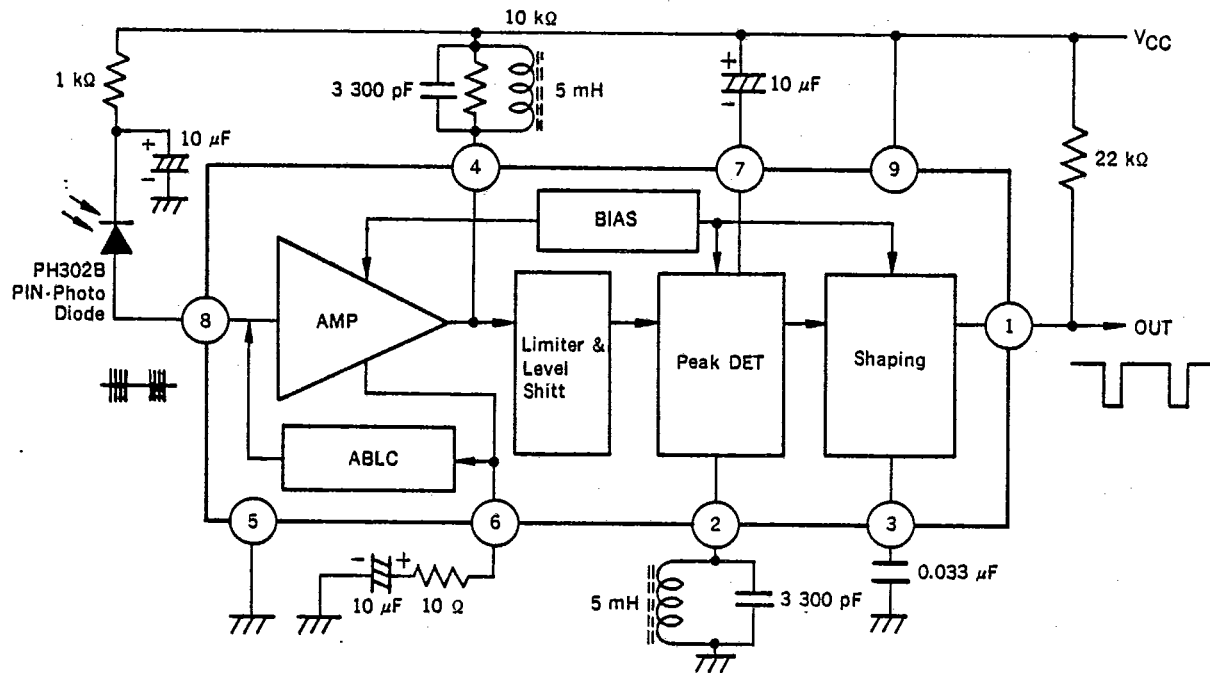 10 kΩ
VCC
1 kΩ
3 300 pF
5 mH
+
10 μF
-
22 kΩ
+
10 μF
-
4
7
9
BIAS
PH302B
PIN-Photo
Diode
8
AMP
Limiter &
Level
Shitt
Peak DET
Shaping
1
OUT
ABLC
5
6
2
3
- +
10 μF
10 Ω
5 mH
3 300 pF
0.033 μF